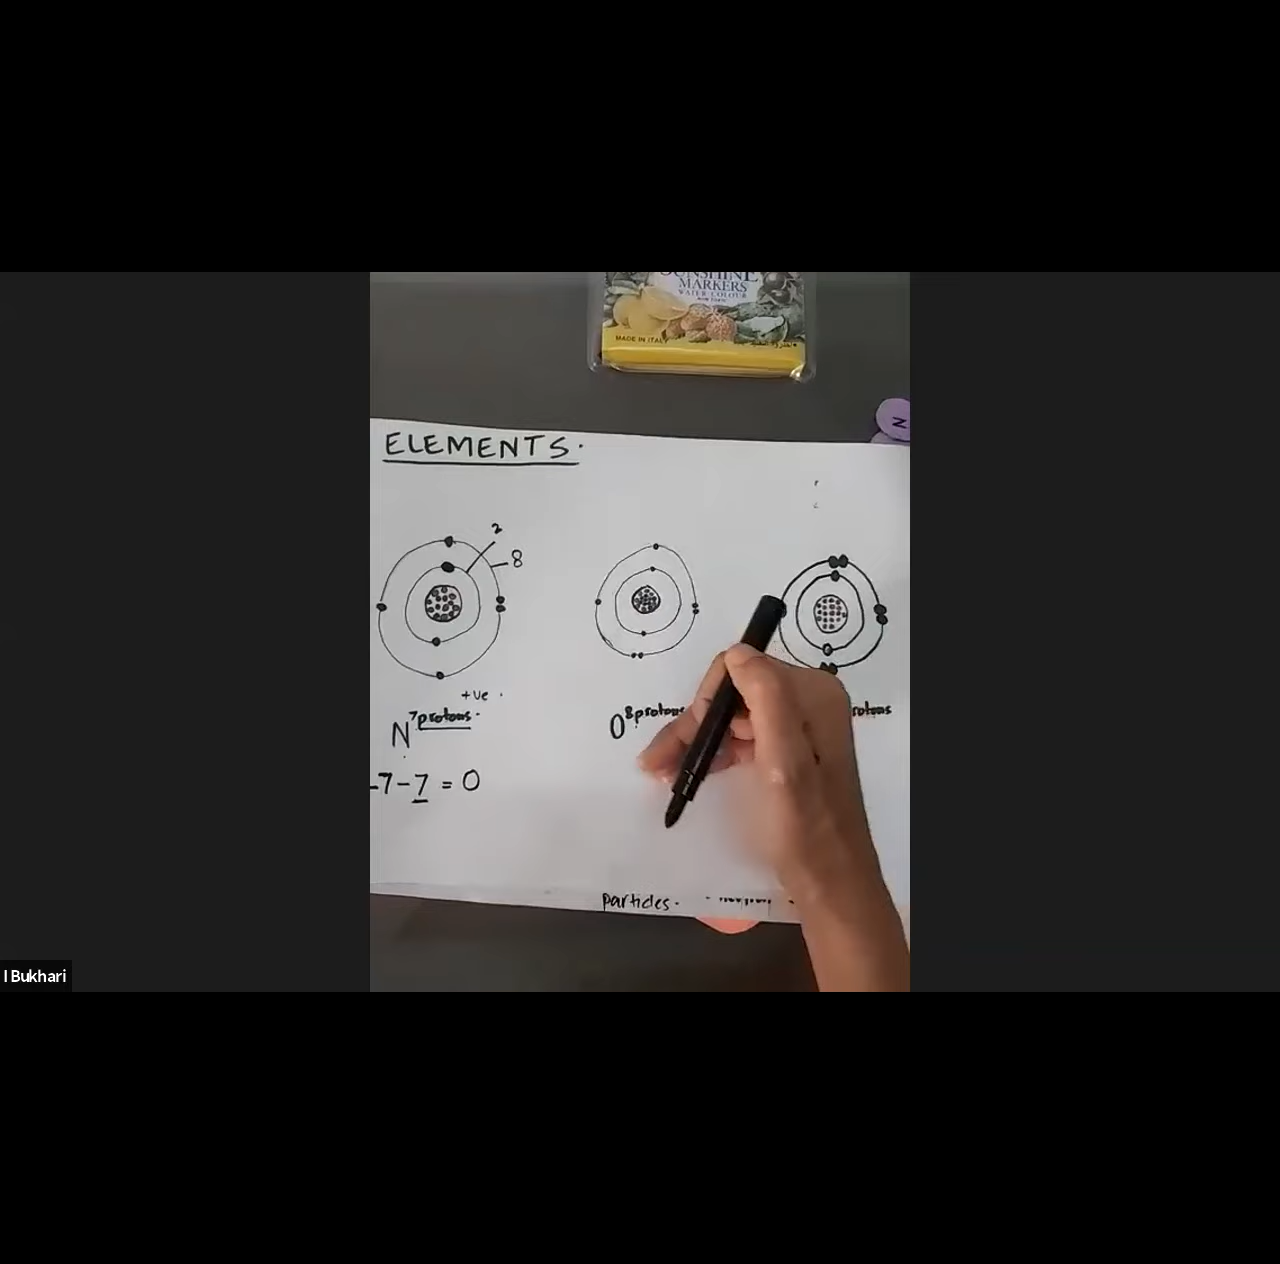 SUNSHINE
MARKERS
WATER COLOUR
MADE IN ITALY
N
ELEMENTS.
2
8
+ve
N 7 protons.
-7-7 = 0
O 8 protons
rotons
particles.
I Bukhari